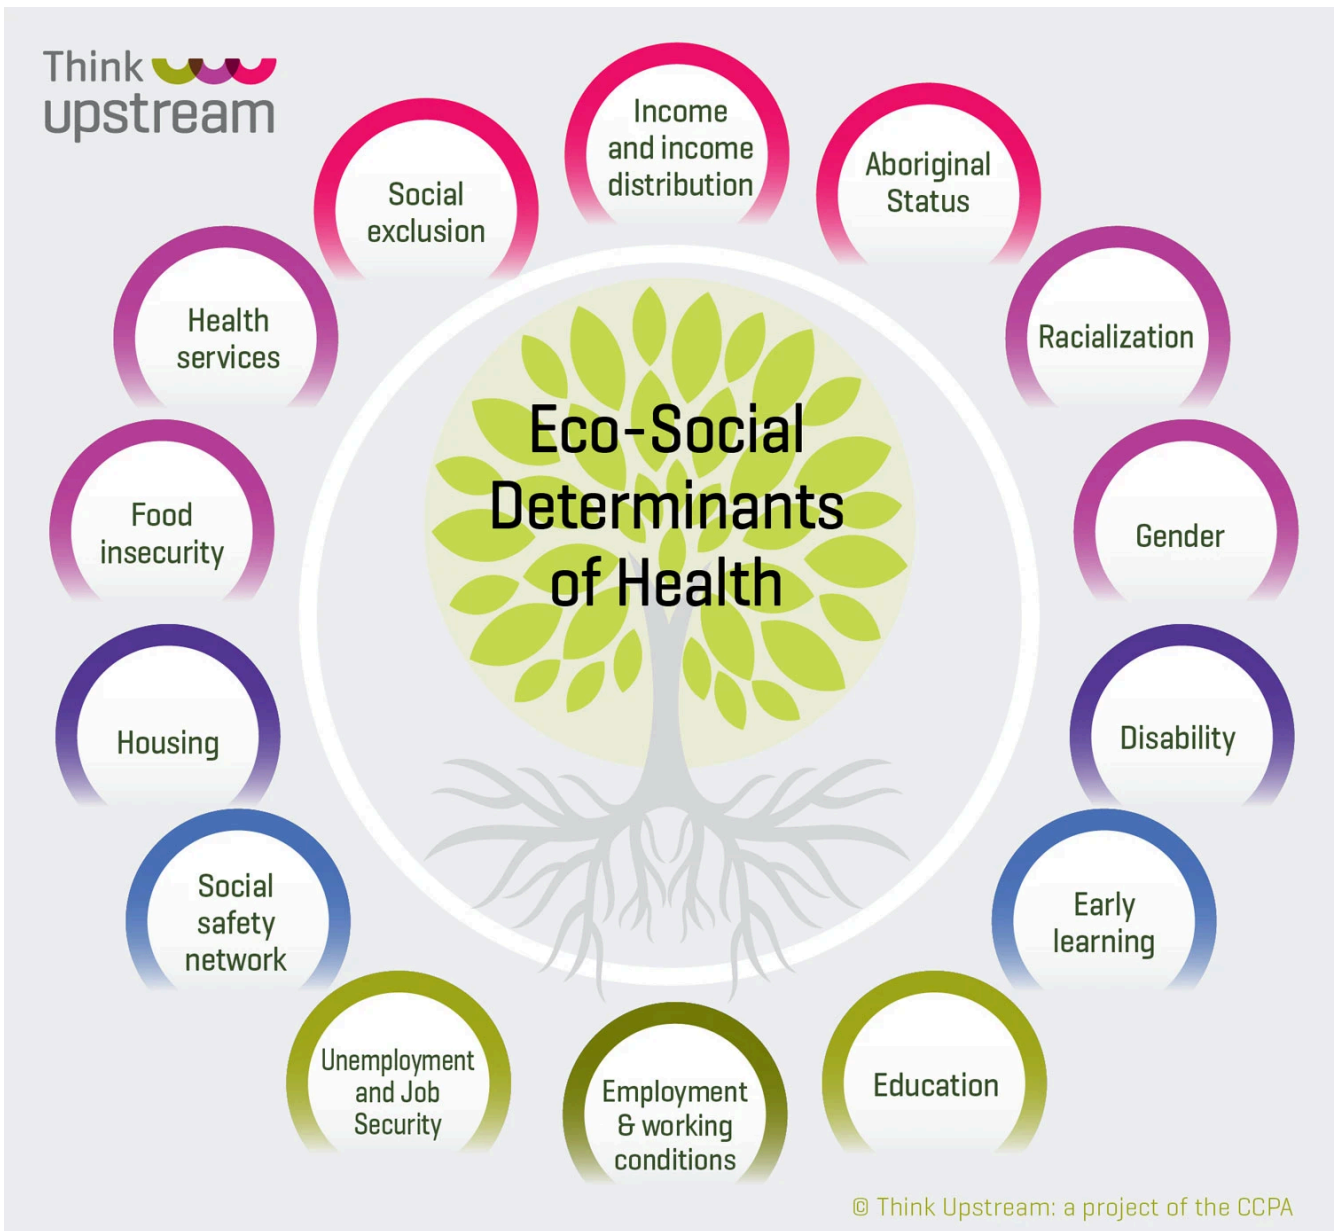 Think
upstream
Income
and income
distribution
Aboriginal
Status
Racialization
Gender
Disability
Early
learning
Education
Employment
& working
conditions
Unemployment
and Job
Security
Social
safety
network
Housing
Food
insecurity
Health
services
Social
exclusion
Eco-Social
Determinants
of Health
© Think Upstream: a project of the CCPA